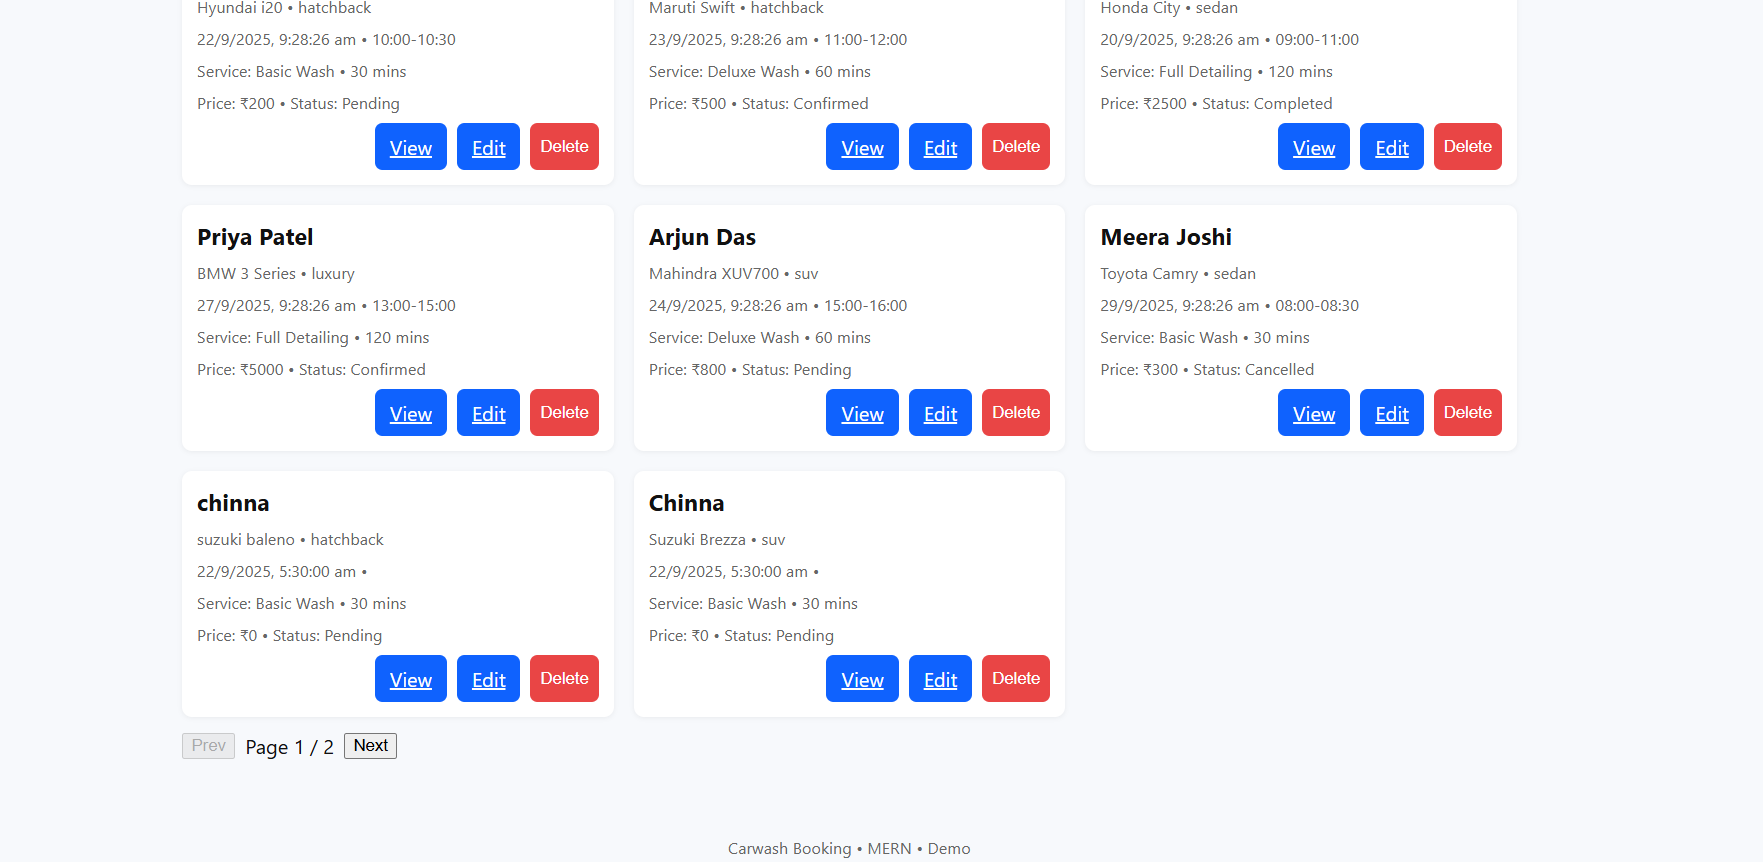 Hyundai i20 • hatchback
22/9/2025, 9:28:26 am • 10:00-10:30
Service: Basic Wash • 30 mins
Price: ₹200 • Status: Pending
View Edit Delete
Maruti Swift • hatchback
23/9/2025, 9:28:26 am • 11:00-12:00
Service: Deluxe Wash • 60 mins
Price: ₹500 • Status: Confirmed
View Edit Delete
Honda City • sedan
20/9/2025, 9:28:26 am • 09:00-11:00
Service: Full Detailing • 120 mins
Price: ₹2500 • Status: Completed
View Edit Delete
Priya Patel
BMW 3 Series • luxury
27/9/2025, 9:28:26 am • 13:00-15:00
Service: Full Detailing • 120 mins
Price: ₹5000 • Status: Confirmed
View Edit Delete
Arjun Das
Mahindra XUV700 • suv
24/9/2025, 9:28:26 am • 15:00-16:00
Service: Deluxe Wash • 60 mins
Price: ₹800 • Status: Pending
View Edit Delete
Meera Joshi
Toyota Camry • sedan
29/9/2025, 9:28:26 am • 08:00-08:30
Service: Basic Wash • 30 mins
Price: ₹300 • Status: Cancelled
View Edit Delete
chinna
suzuki baleno • hatchback
22/9/2025, 5:30:00 am •
Service: Basic Wash • 30 mins
Price: ₹0 • Status: Pending
View Edit Delete
Chinna
Suzuki Brezza • suv
22/9/2025, 5:30:00 am •
Service: Basic Wash • 30 mins
Price: ₹0 • Status: Pending
View Edit Delete
Prev Page 1 / 2 Next
Carwash Booking • MERN • Demo